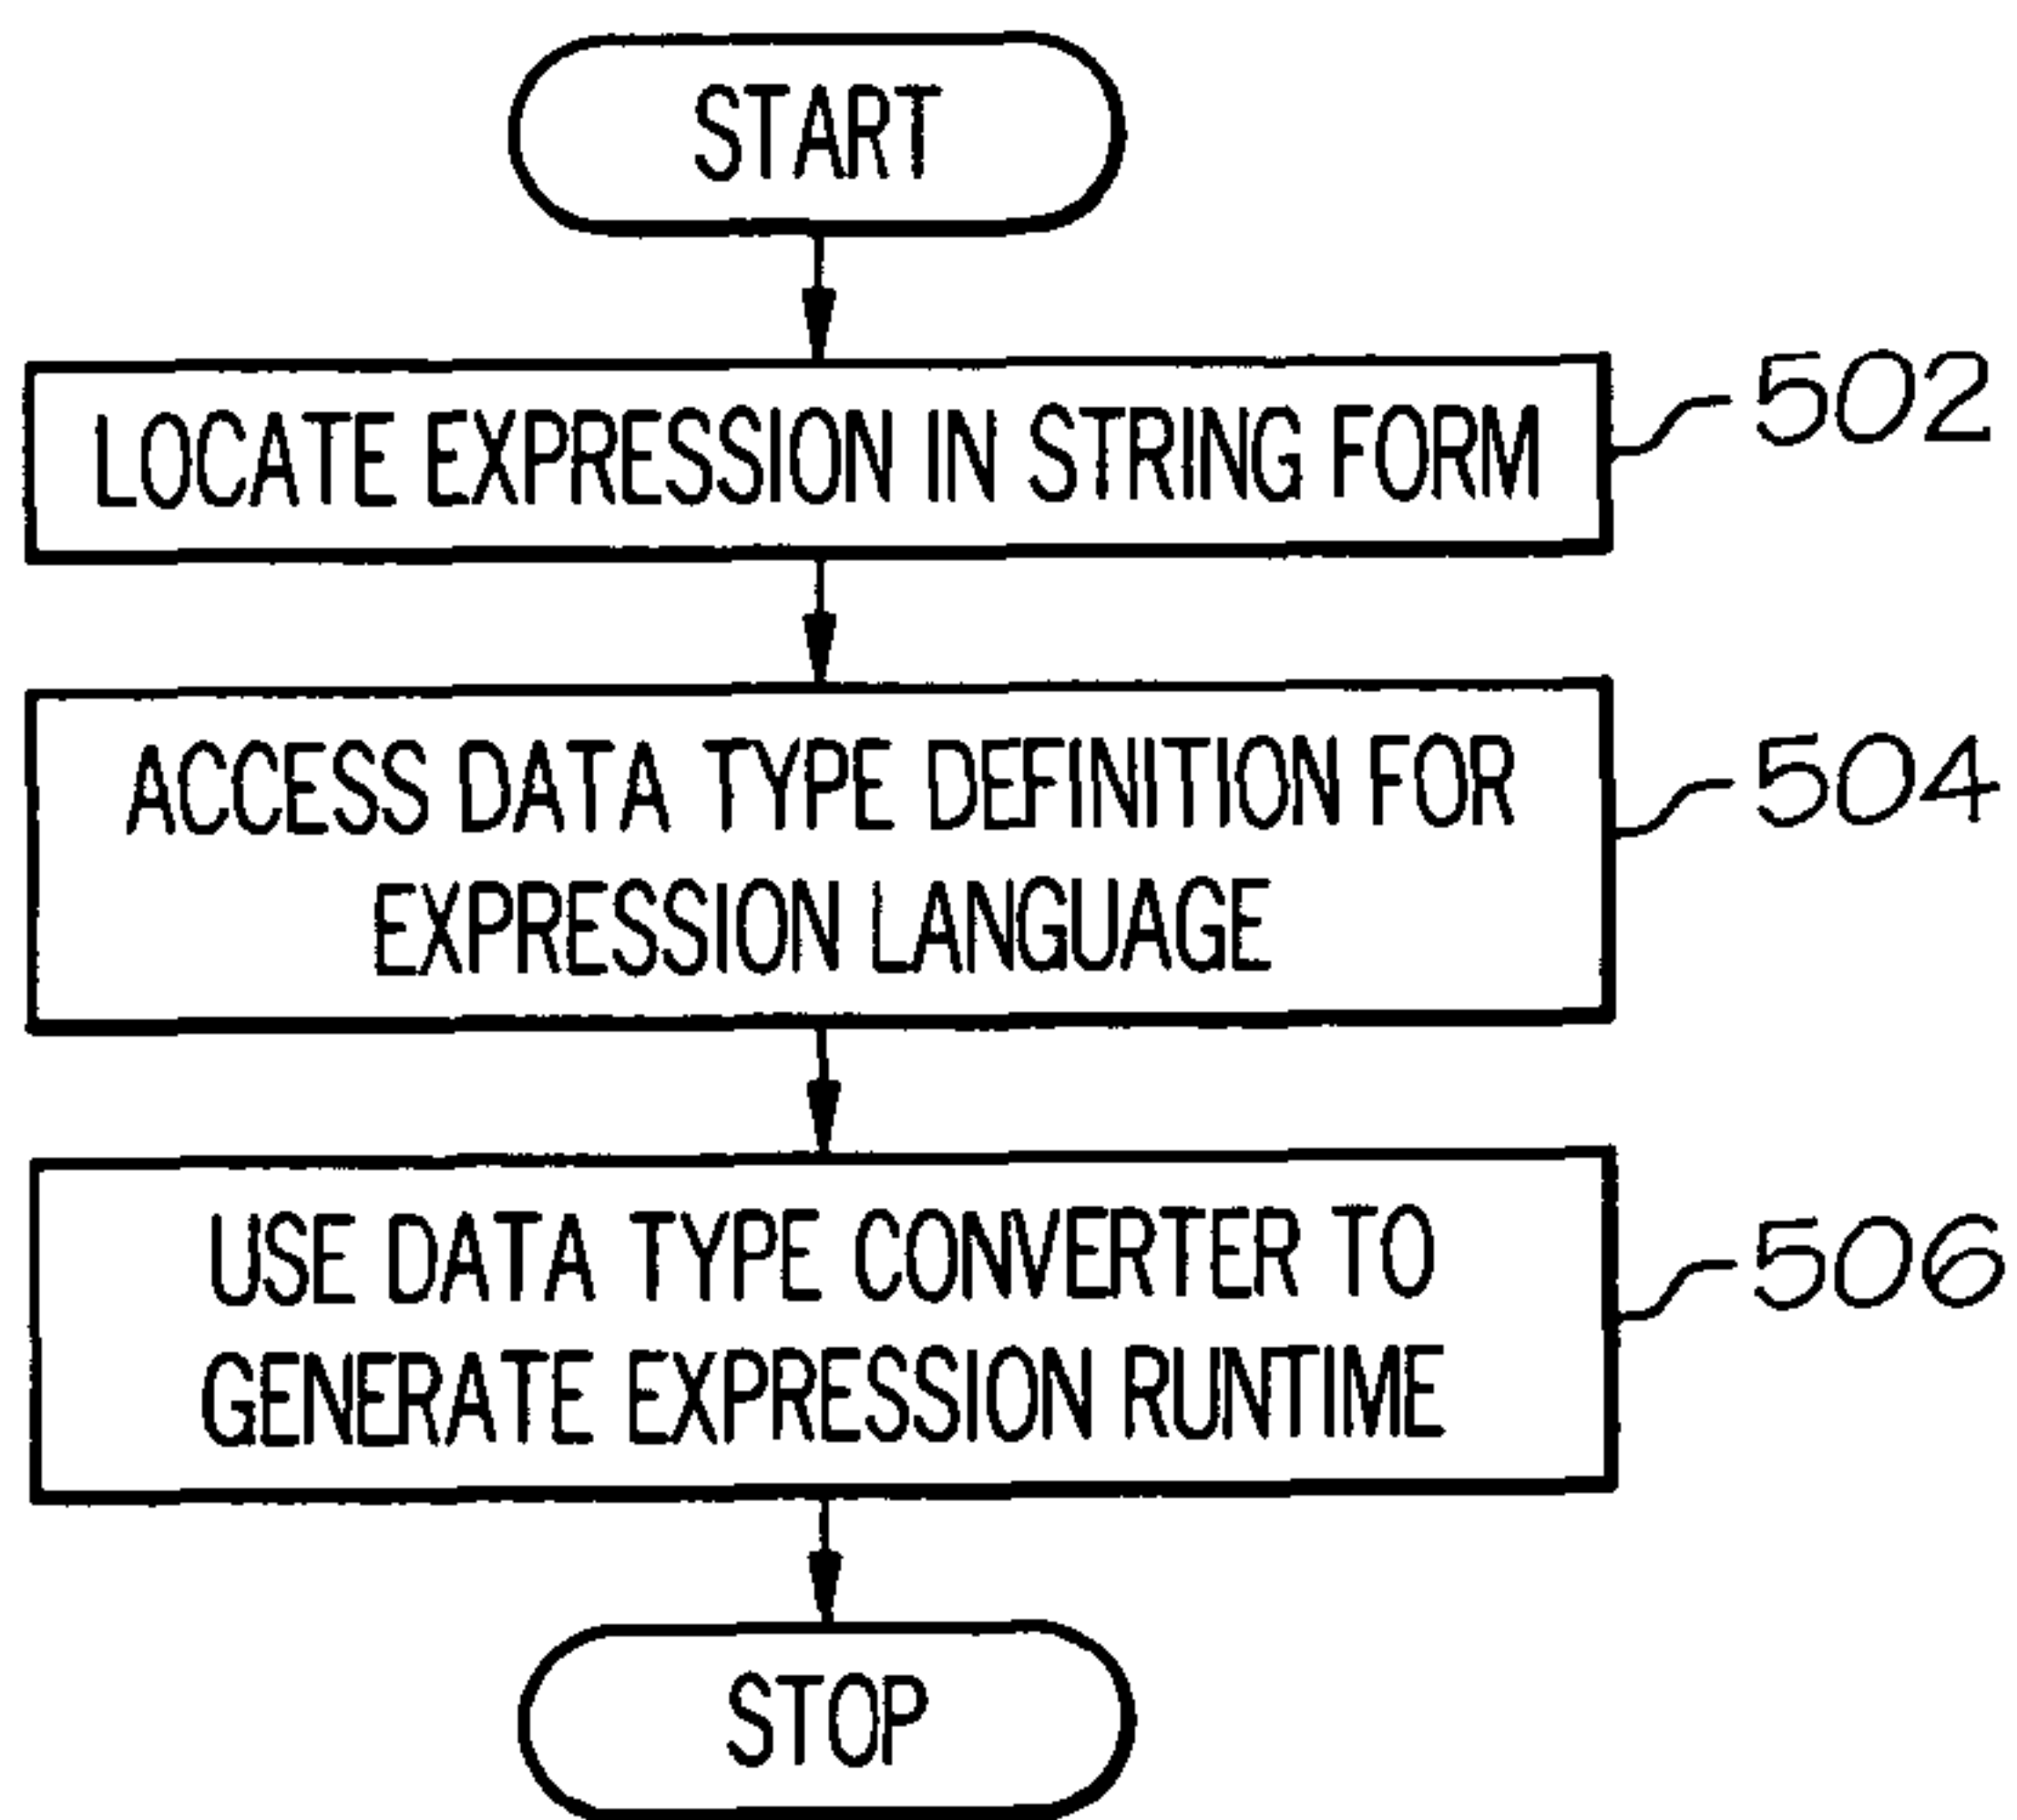 START
LOCATE EXPRESSION IN STRING FORM
502
ACCESS DATA TYPE DEFINITION FOR
EXPRESSION LANGUAGE
504
USE DATA TYPE CONVERTER TO
GENERATE EXPRESSION RUNTIME
506
STOP